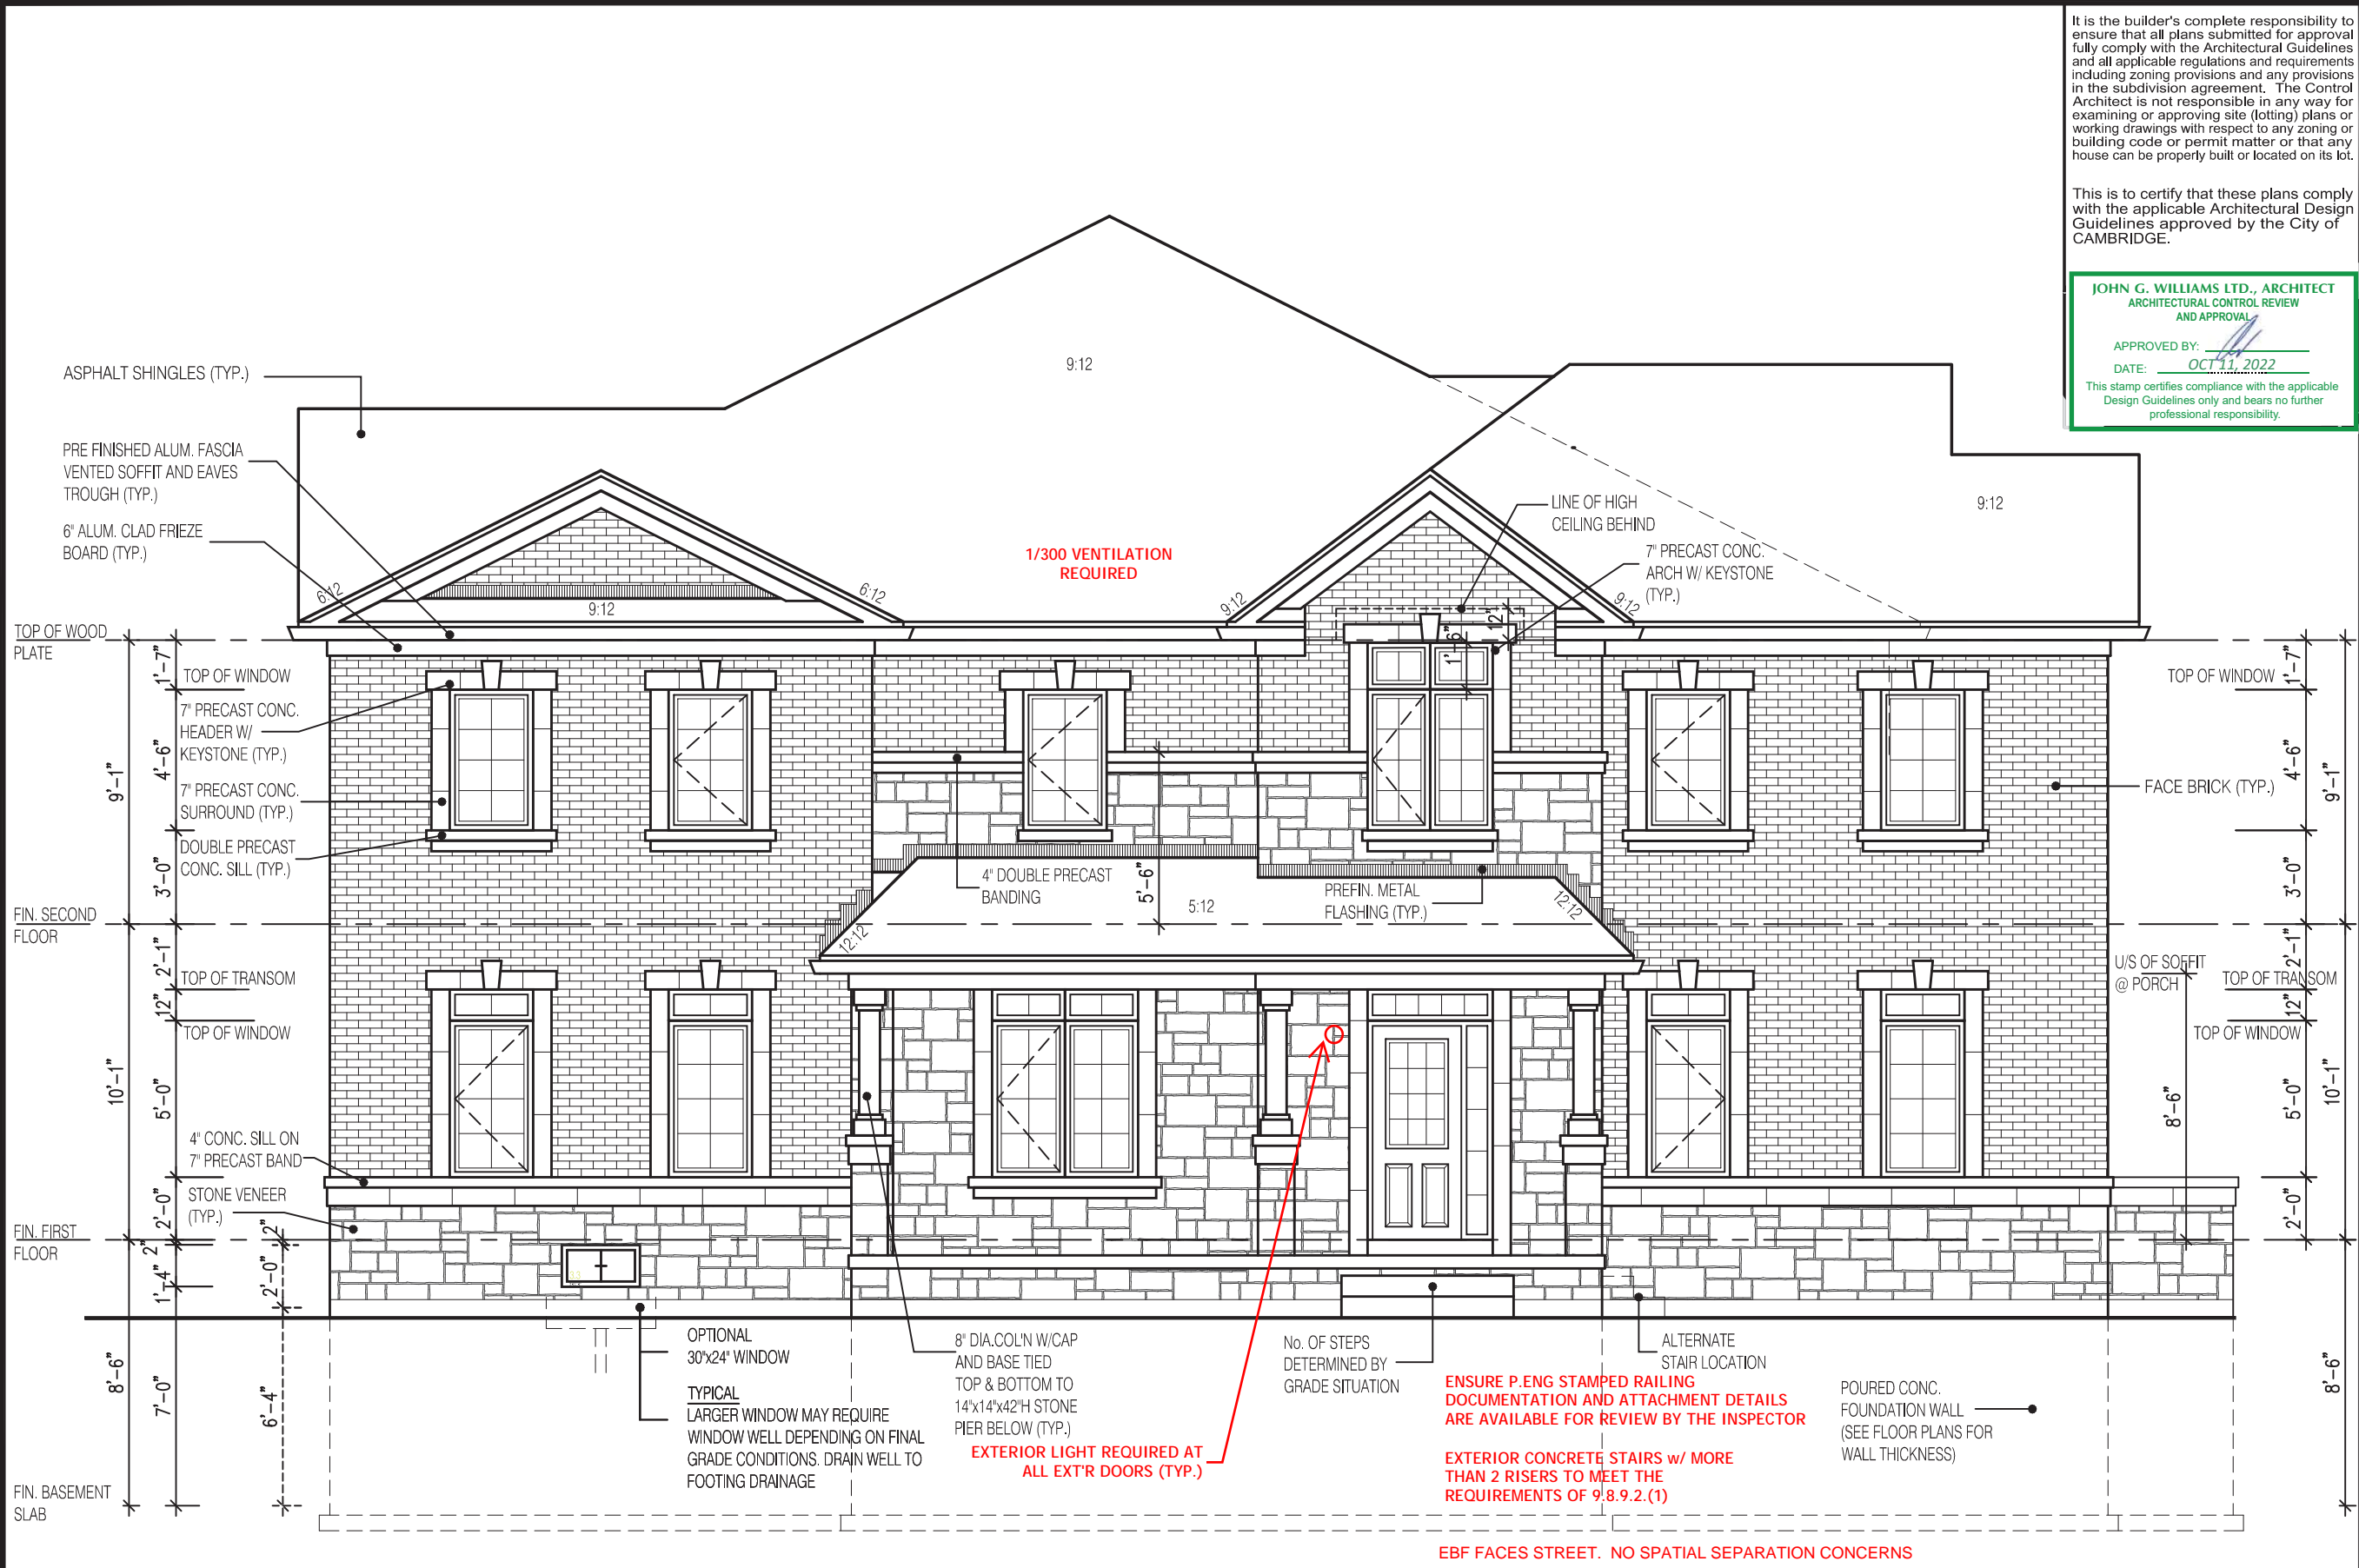 It is the builder's complete responsibility to
ensure that all plans submitted for approval
fully comply with the Architectural Guidelines
and all applicable regulations and requirements
including zoning provisions and any provisions
in the subdivision agreement. The Control
Architect is not responsible in any way for
examining or approving site (lotting) plans or
working drawings with respect to any zoning or
building code or permit matter or that any
house can be properly built or located on its lot.
This is to certify that these plans comply
with the applicable Architectural Design
Guidelines approved by the City of
CAMBRIDGE.
JOHN G. WILLIAMS LTD., ARCHITECT
ARCHITECTURAL CONTROL REVIEW
AND APPROVAL
APPROVED BY:
DATE: OCT 11, 2022
This stamp certifies compliance with the applicable
Design Guidelines only and bears no further
professional responsibility.
ASPHALT SHINGLES (TYP.)
PRE FINISHED ALUM. FASCIA
VENTED SOFFIT AND EAVES
TROUGH (TYP.)
6" ALUM. CLAD FRIEZE
BOARD (TYP.)
9:12
9:12
LINE OF HIGH
CEILING BEHIND
7" PRECAST CONC.
ARCH W/ KEYSTONE
(TYP.)
1/300 VENTILATION
REQUIRED
6:12
9:12
6:12
9:12
9:12
12"
1'-6"
TOP OF WOOD
PLATE
1'-7"
TOP OF WINDOW
7" PRECAST CONC.
HEADER W/
KEYSTONE (TYP.)
4'-6"
9'-1"
7" PRECAST CONC.
SURROUND (TYP.)
DOUBLE PRECAST
CONC. SILL (TYP.)
3'-0"
TOP OF WINDOW
1'-7"
4'-6"
9'-1"
FACE BRICK (TYP.)
3'-0"
4" DOUBLE PRECAST
BANDING
5'-6"
5:12
PREFIN. METAL
FLASHING (TYP.)
12:12
12:12
FIN. SECOND
FLOOR
2'-1"
TOP OF TRANSOM
12"
TOP OF WINDOW
10'-1"
5'-0"
4" CONC. SILL ON
7" PRECAST BAND
STONE VENEER
(TYP.)
2'-0"
2'-1"
U/S OF SOFFIT
@ PORCH
TOP OF TRANSOM
12"
TOP OF WINDOW
8'-6"
5'-0"
10'-1"
2'-0"
FIN. FIRST
FLOOR
2"
2"
1'-4"
2'-0"
8'-6"
7'-0"
6'-4"
8'-6"
OPTIONAL
30"x24" WINDOW
TYPICAL
LARGER WINDOW MAY REQUIRE
WINDOW WELL DEPENDING ON FINAL
GRADE CONDITIONS. DRAIN WELL TO
FOOTING DRAINAGE
8" DIA.COL'N W/CAP
AND BASE TIED
TOP & BOTTOM TO
14"x14"x42"H STONE
PIER BELOW (TYP.)
EXTERIOR LIGHT REQUIRED AT
ALL EXT'R DOORS (TYP.)
No. OF STEPS
DETERMINED BY
GRADE SITUATION
ALTERNATE
STAIR LOCATION
ENSURE P.ENG STAMPED RAILING
DOCUMENTATION AND ATTACHMENT DETAILS
ARE AVAILABLE FOR REVIEW BY THE INSPECTOR
EXTERIOR CONCRETE STAIRS w/ MORE
THAN 2 RISERS TO MEET THE
REQUIREMENTS OF 9.8.9.2.(1)
POURED CONC.
FOUNDATION WALL
(SEE FLOOR PLANS FOR
WALL THICKNESS)
FIN. BASEMENT
SLAB
EBF FACES STREET. NO SPATIAL SEPARATION CONCERNS